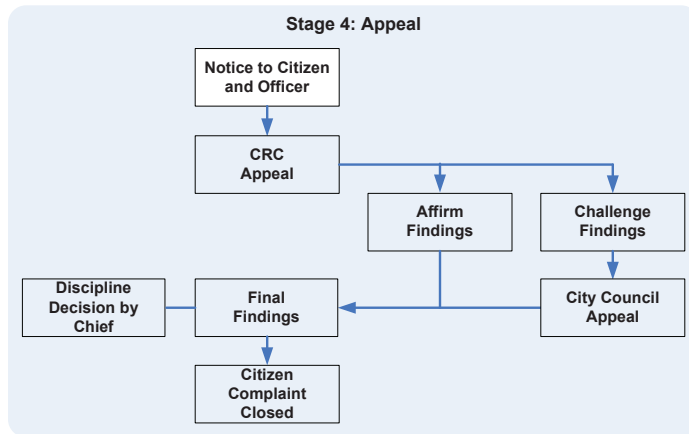 Stage 4: Appeal
Notice to Citizen
and Officer
CRC
Appeal
Affirm
Findings
Challenge
Findings
Discipline
Decision by
Chief
Final
Findings
City Council
Appeal
Citizen
Complaint
Closed